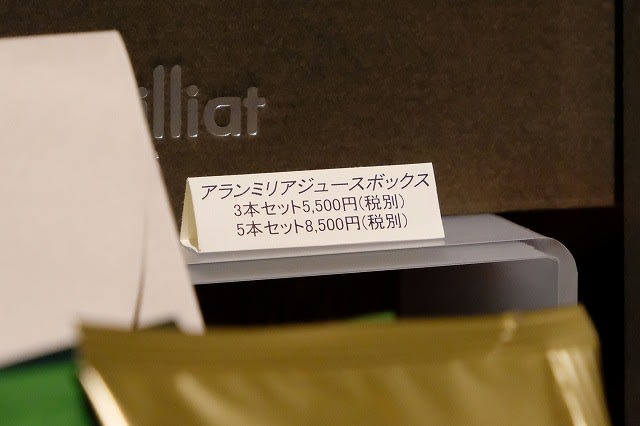 illiat
アランミリアジュースボックス
3本セット5,500円(税別)
5本セット8,500円(税別)